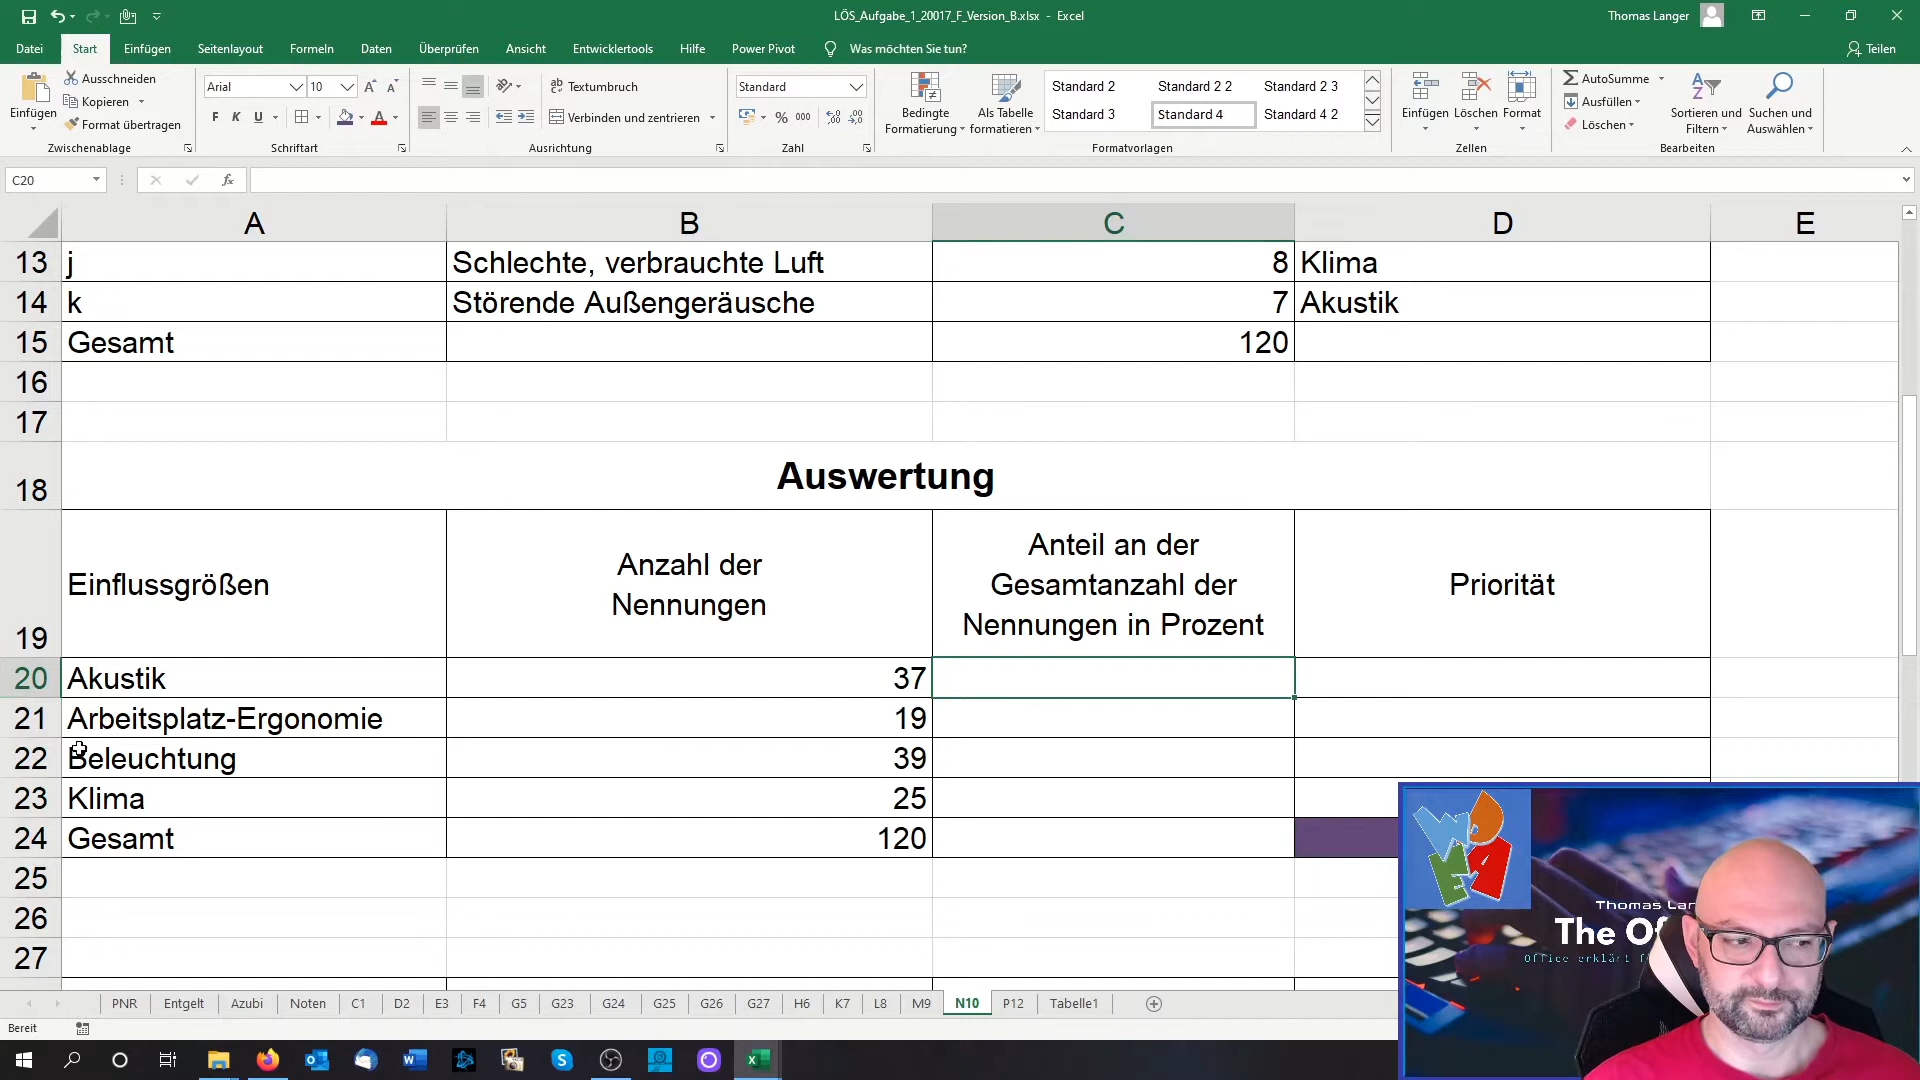 LÖS_Aufgabe_1_20017_F_Version_B.xlsx - Excel
Thomas Langer
Datei Start Einfügen Seitenlayout Formeln Daten Überprüfen Ansicht Entwicklertools Hilfe Power Pivot Was möchten Sie tun? Teilen
Einfügen
Ausschneiden
Kopieren
Format übertragen
Zwischenablage
Arial 10
F K U
Schriftart
Textumbruch
Verbinden und zentrieren
Ausrichtung
Standard
% 000
Zahl
Bedingte Formatierung
Als Tabelle formatieren
Standard 2 Standard 2 2 Standard 2 3
Standard 3 Standard 4 Standard 4 2
Formatvorlagen
Einfügen Löschen Format
Zellen
AutoSumme
Ausfüllen
Löschen
Sortieren und Filtern
Suchen und Auswählen
Bearbeiten
C20 fx
A B C D E
13 j Schlechte, verbrauchte Luft 8 Klima
14 k Störende Außengeräusche 7 Akustik
15 Gesamt 120
16
17
18 Auswertung
19 Einflussgrößen Anzahl der Nennungen Anteil an der Gesamtanzahl der Nennungen in Prozent Priorität
20 Akustik 37
21 Arbeitsplatz-Ergonomie 19
22 Beleuchtung 39
23 Klima 25
24 Gesamt 120
25
26
27
Thomas Lan
The Of
Office erklärt f
PNR Entgelt Azubi Noten C1 D2 E3 F4 G5 G23 G24 G25 G26 G27 H6 K7 L8 M9 N10 P12 Tabelle1
Bereit